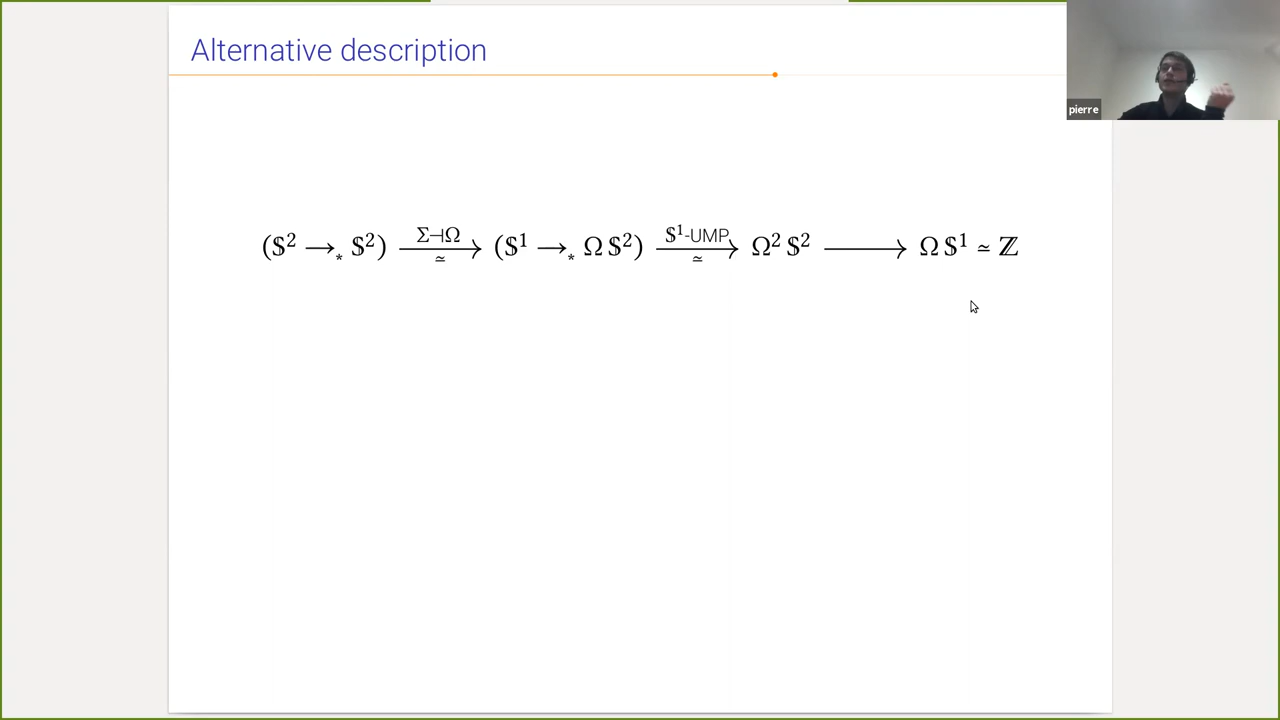 Alternative description
pierre
(𝕊² →⁎ 𝕊²) —Σ⊣Ω→ ≃ (𝕊¹ →⁎ Ω 𝕊²) —𝕊¹-UMP→ ≃ Ω² 𝕊² ⟶ Ω 𝕊¹ ≃ ℤ